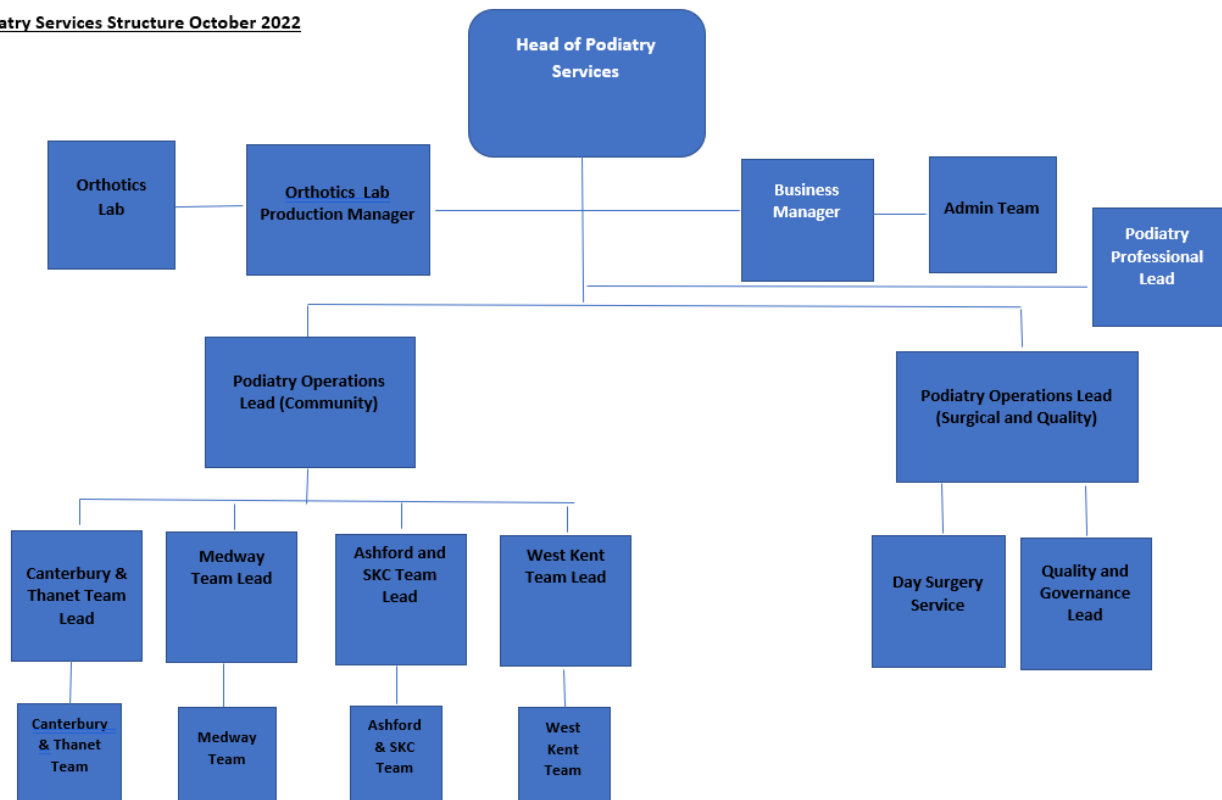 atry Services Structure October 2022
Head of Podiatry
Services
Orthotics
Lab
Orthotics Lab
Production Manager
Business
Manager
Admin Team
Podiatry
Professional
Lead
Podiatry Operations
Lead (Community)
Podiatry Operations Lead
(Surgical and Quality)
Canterbury &
Thanet Team
Lead
Medway
Team Lead
Ashford and
SKC Team
Lead
West Kent
Team Lead
Day Surgery
Service
Quality and
Governance
Lead
Canterbury
& Thanet
Team
Medway
Team
Ashford
& SKC
Team
West
Kent
Team